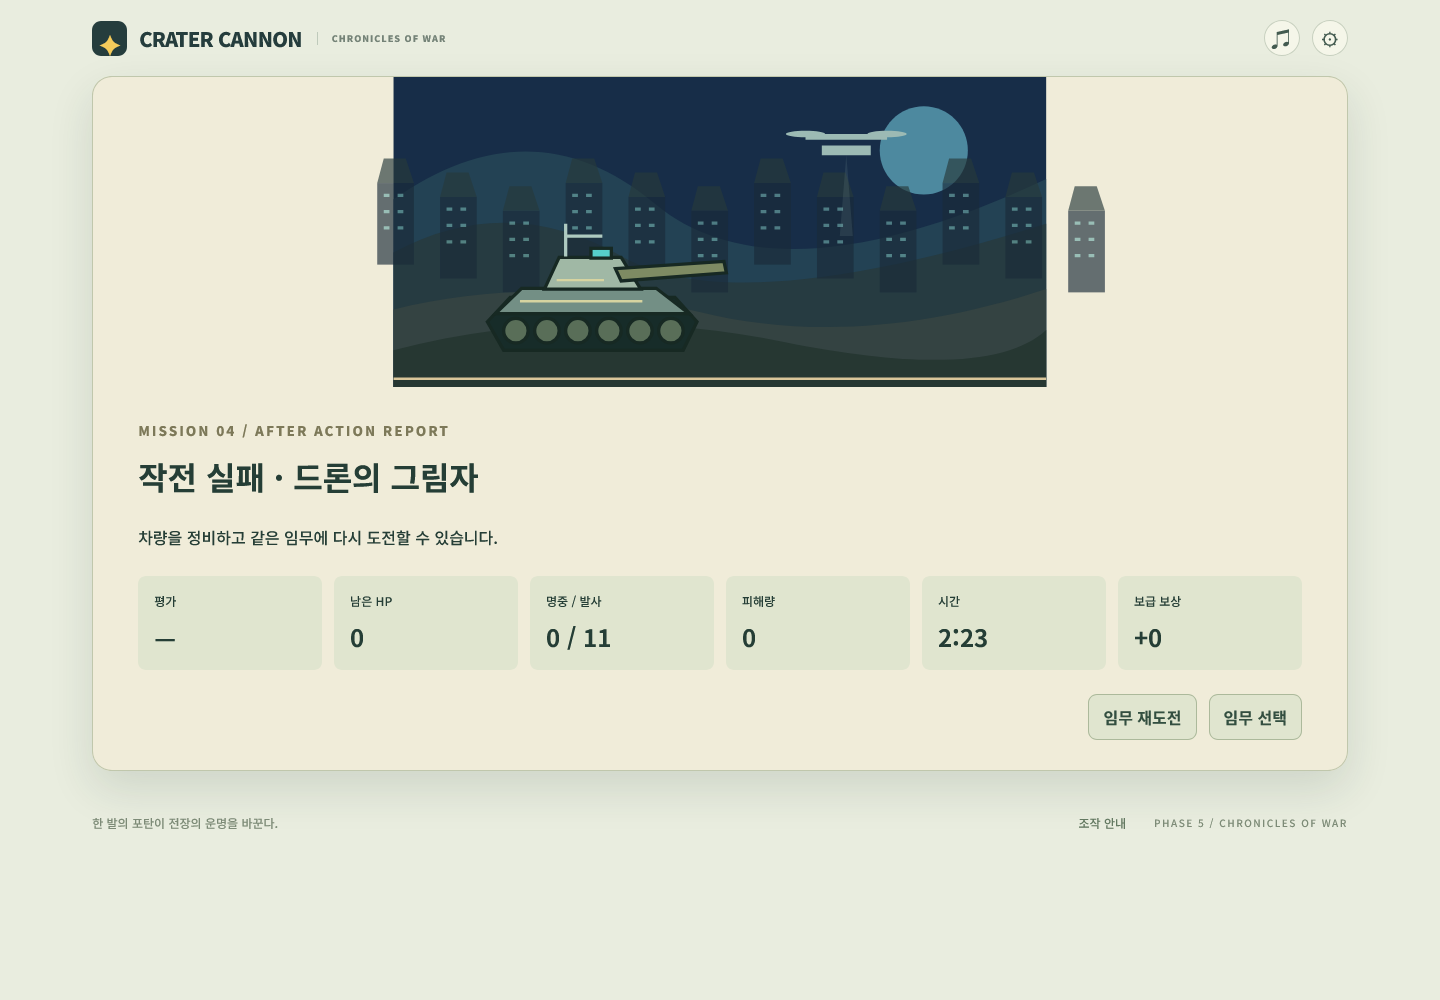 CRATER CANNON
CHRONICLES OF WAR
MISSION 04 / AFTER ACTION REPORT
작전 실패 · 드론의 그림자
차량을 정비하고 같은 임무에 다시 도전할 수 있습니다.
평가
—
남은 HP
0
명중 / 발사
0 / 11
피해량
0
시간
2:23
보급 보상
+0
임무 재도전
임무 선택
한 발의 포탄이 전장의 운명을 바꾼다.
조작 안내
PHASE 5 / CHRONICLES OF WAR